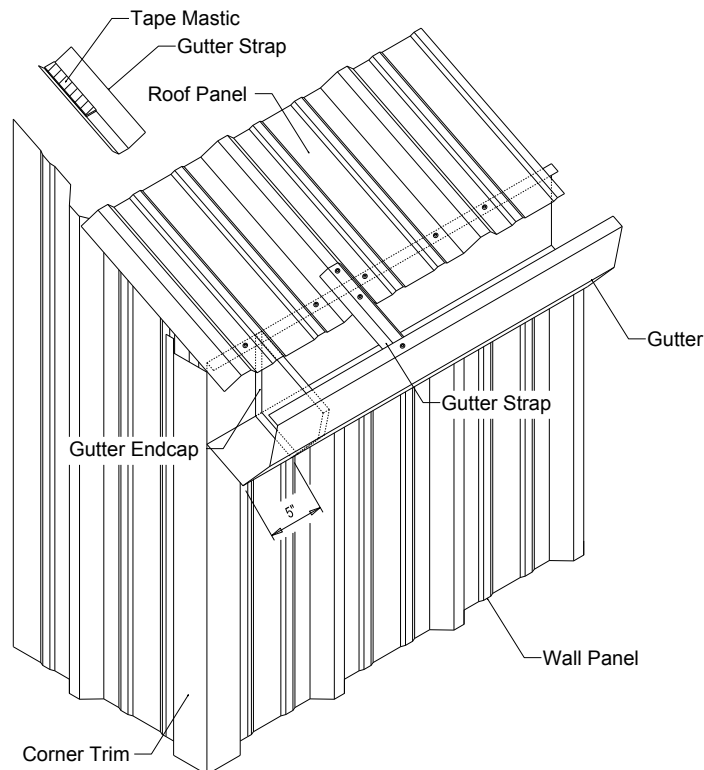 Tape Mastic
Gutter Strap
Roof Panel
Gutter
Gutter Strap
Gutter Endcap
5"
Wall Panel
Corner Trim